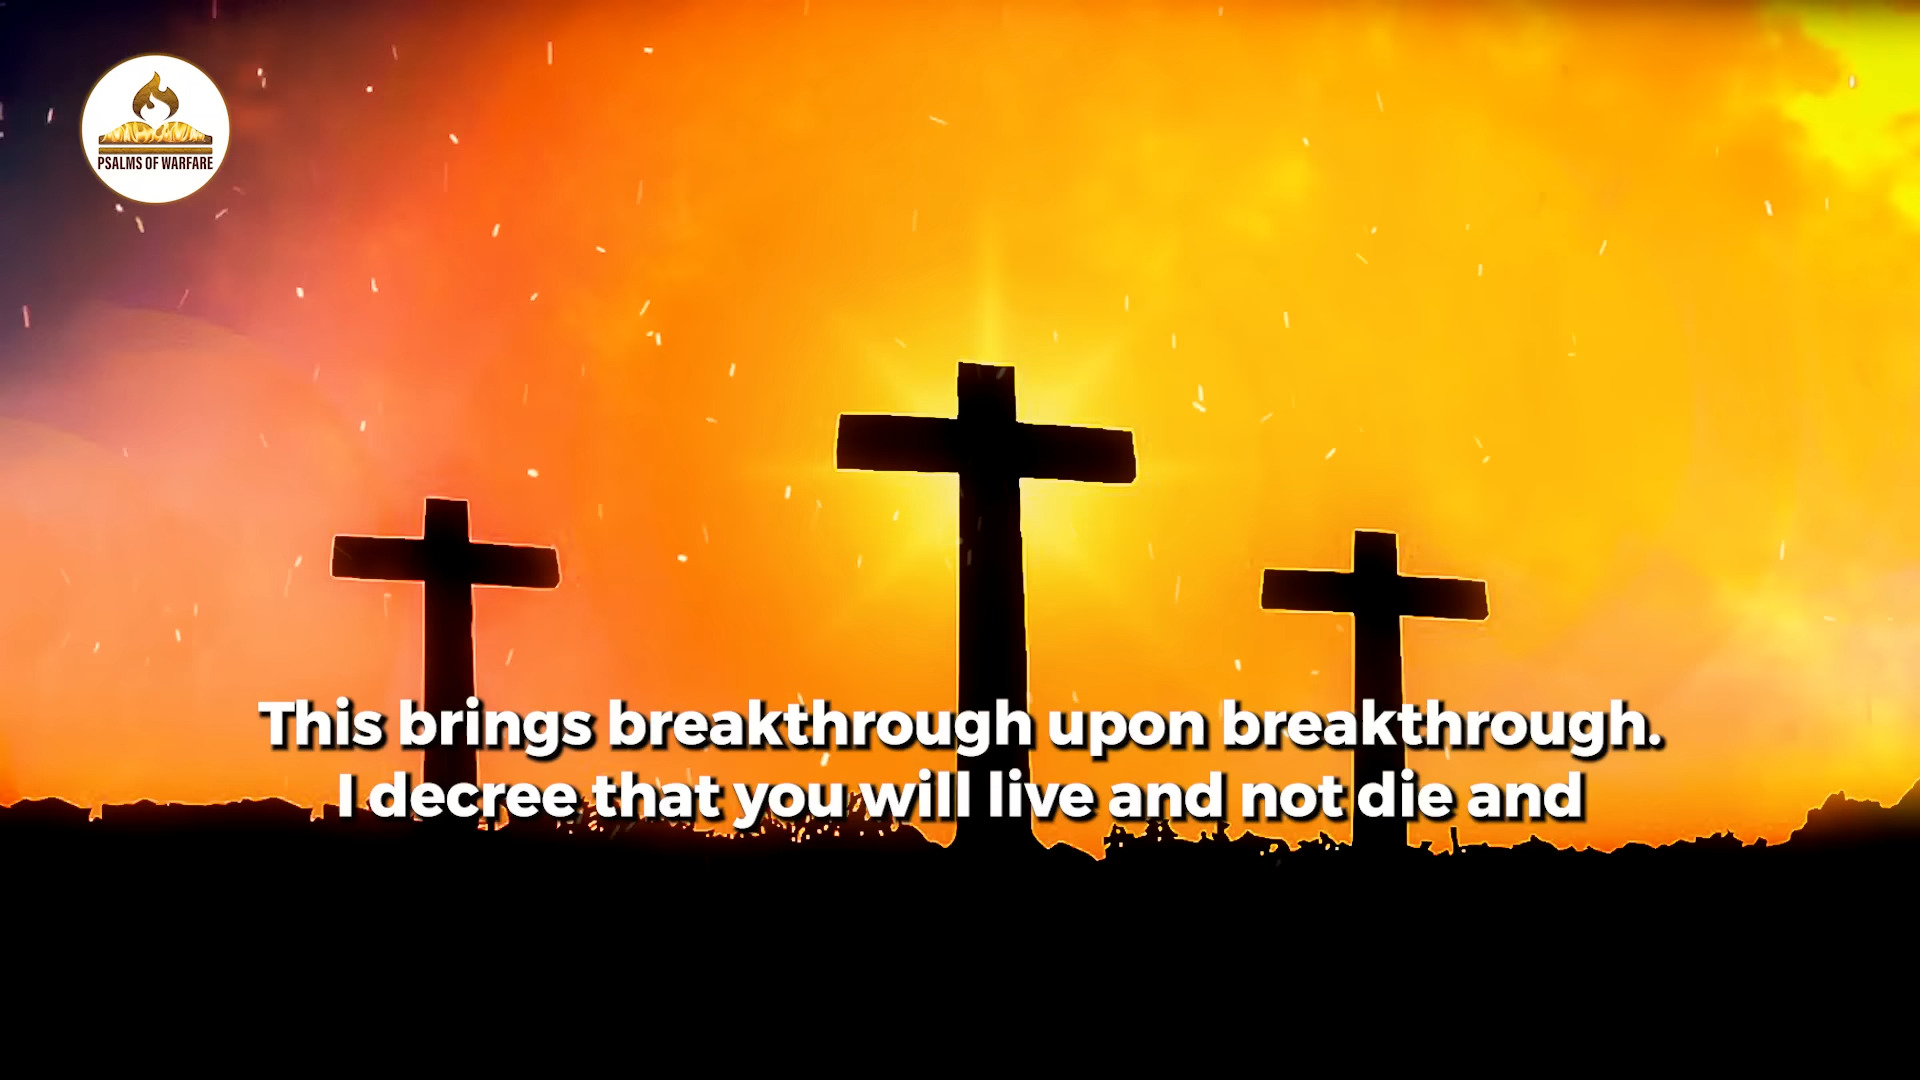 PSALMS OF WARFARE
This brings breakthrough upon breakthrough.
I decree that you will live and not die and